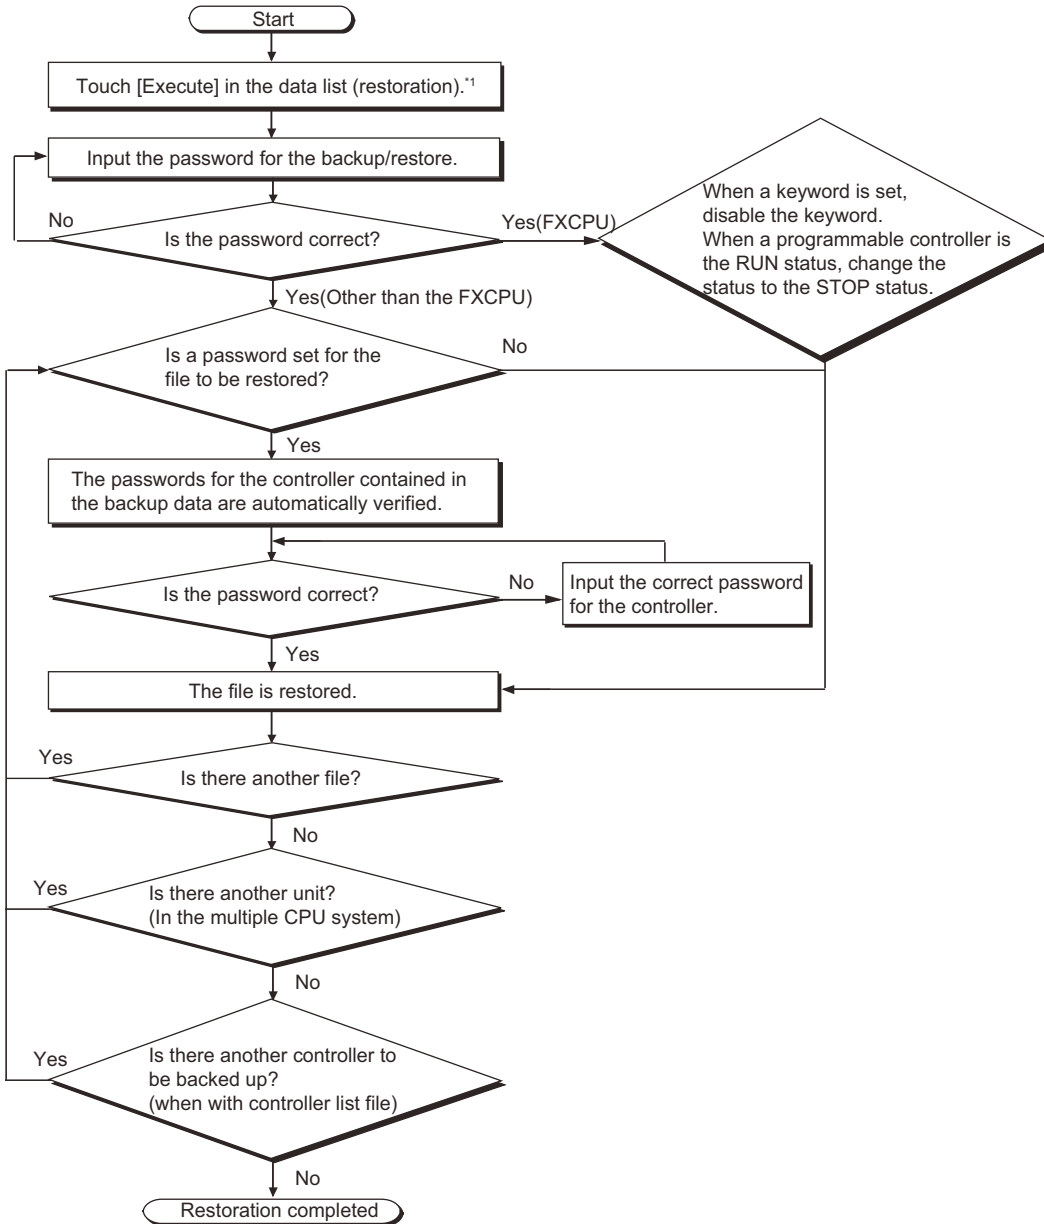 Start
Touch [Execute] in the data list (restoration).*1
Input the password for the backup/restore.
No
Is the password correct?
Yes(FXCPU)
When a keyword is set,
disable the keyword.
When a programmable controller is
the RUN status, change the
status to the STOP status.
Yes(Other than the FXCPU)
Is a password set for the
file to be restored?
No
Yes
The passwords for the controller contained in
the backup data are automatically verified.
Is the password correct?
No
Input the correct password
for the controller.
Yes
The file is restored.
Yes
Is there another file?
No
Yes
Is there another unit?
(In the multiple CPU system)
No
Yes
Is there another controller to
be backed up?
(when with controller list file)
No
Restoration completed